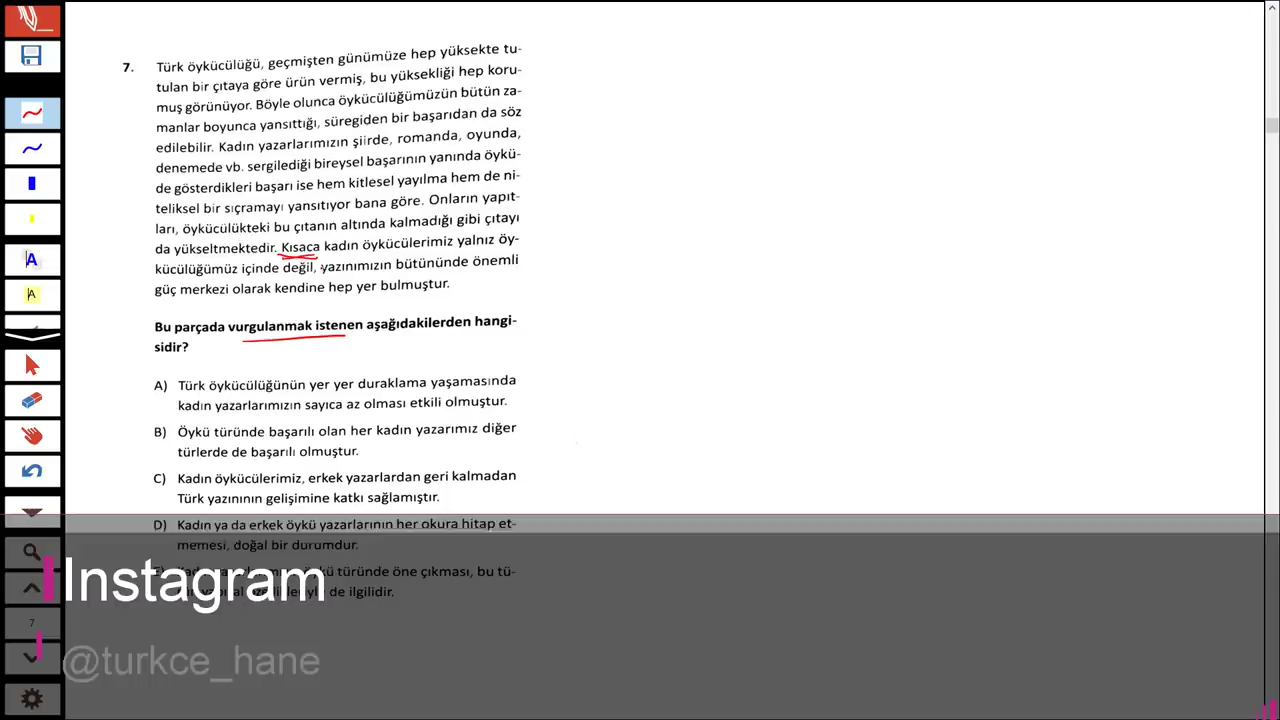 7. Türk öykücülüğü, geçmişten günümüze hep yüksekte tu-
tulan bir çıtaya göre ürün vermiş, bu yüksekliği hep koru-
muş görünüyor. Böyle olunca öykücülüğümüzün bütün za-
manlar boyunca yansıttığı, süregiden bir başarıdan da söz
edilebilir. Kadın yazarlarımızın şiirde, romanda, oyunda,
denemede vb. sergilediği bireysel başarının yanında öykü-
de gösterdikleri başarı ise hem kitlesel yayılma hem de ni-
teliksel bir sıçramayı yansıtıyor bana göre. Onların yapıt-
ları, öykücülükteki bu çıtanın altında kalmadığı gibi çıtayı
da yükseltmektedir. Kısaca kadın öykücülerimiz yalnız öy-
kücülüğümüz içinde değil, yazınımızın bütününde önemli
güç merkezi olarak kendine hep yer bulmuştur.
Bu parçada vurgulanmak istenen aşağıdakilerden hangi-
sidir?
A) Türk öykücülüğünün yer yer duraklama yaşamasında
kadın yazarlarımızın sayıca az olması etkili olmuştur.
B) Öykü türünde başarılı olan her kadın yazarımız diğer
türlerde de başarılı olmuştur.
C) Kadın öykücülerimiz, erkek yazarlardan geri kalmadan
Türk yazınının gelişimine katkı sağlamıştır.
D) Kadın ya da erkek öykü yazarlarının her okura hitap et-
memesi, doğal bir durumdur.
öykü türünde öne çıkması, bu tü-
de ilgilidir.
Instagram
@turkce_hane
A
A
7